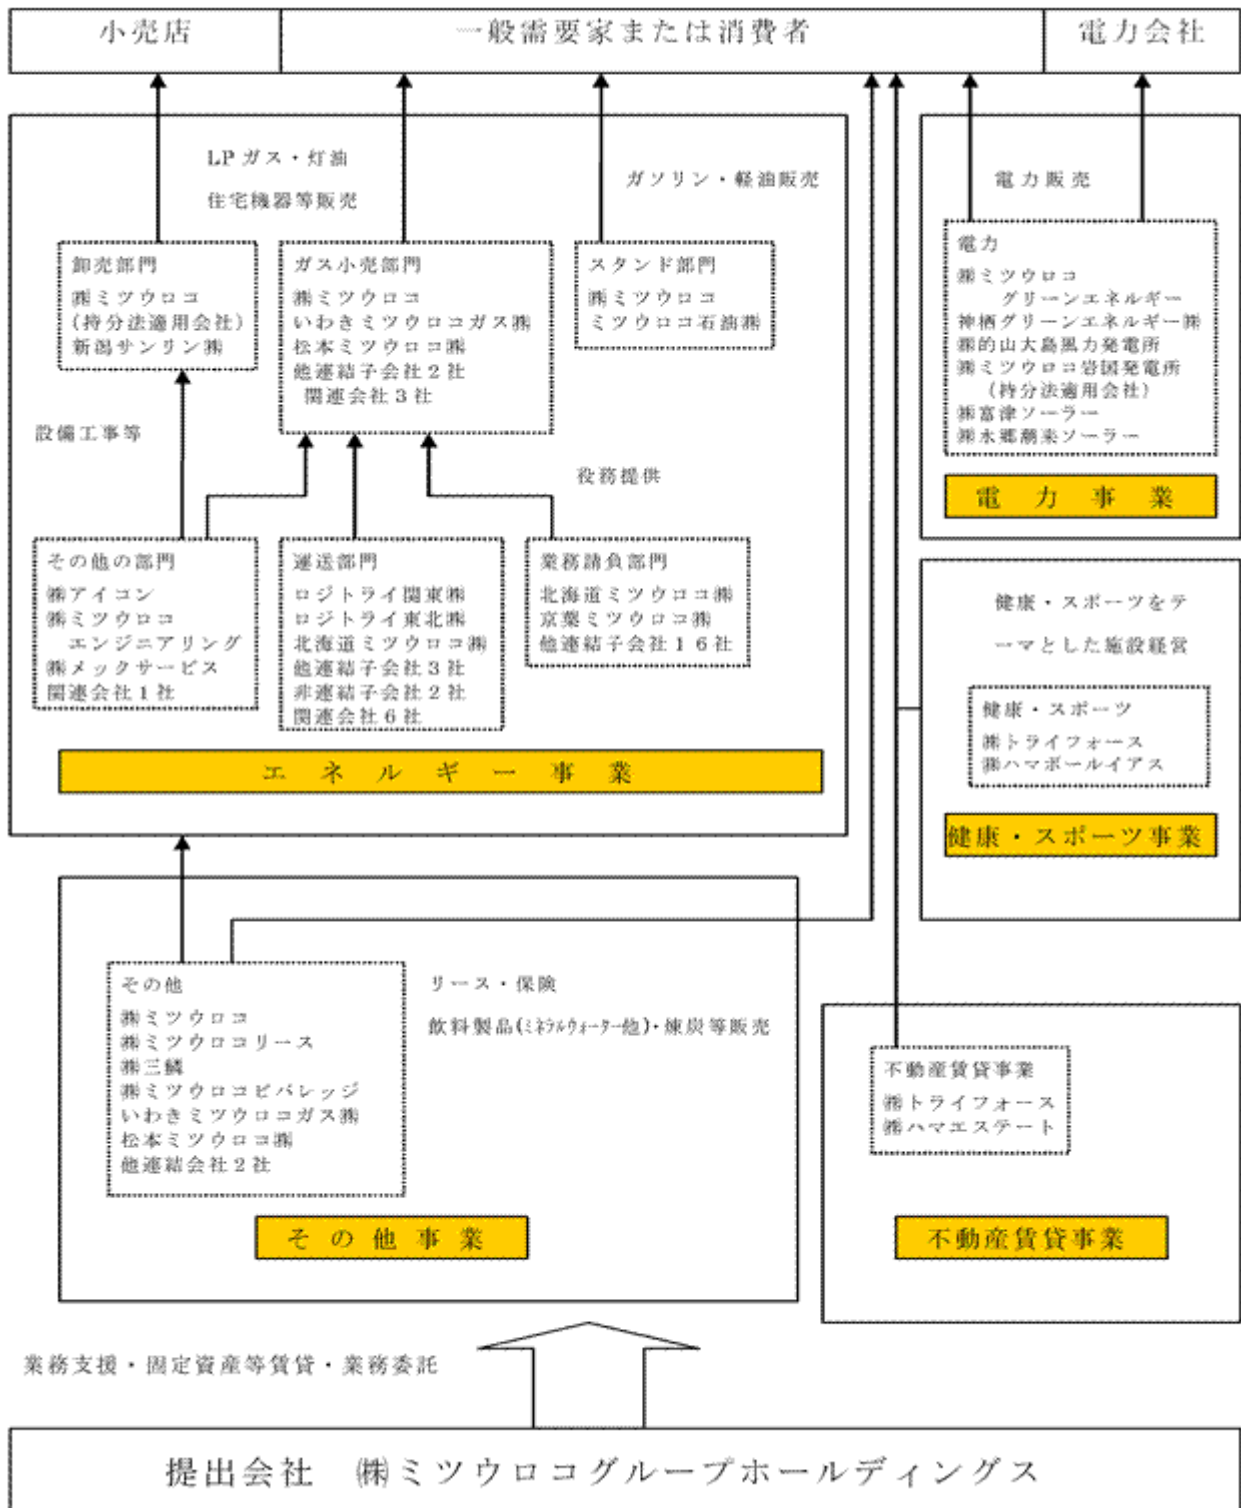 小売店
一般需要家または消費者
電力会社
LPガス・灯油
住宅機器等販売
ガソリン・軽油販売
電力販売
卸売部門
㈱ミツウロコ
(持分法適用会社)
新潟サンリン㈱
ガス小売部門
㈱ミツウロコ
いわきミツウロコガス㈱
松本ミツウロコ㈱
他連結子会社2社
関連会社3社
スタンド部門
㈱ミツウロコ
ミツウロコ石油㈱
電力
㈱ミツウロコ
グリーンエネルギー
神栖グリーンエネルギー㈱
㈱的山大島風力発電所
㈱ミツウロコ岩国発電所
(持分法適用会社)
㈱富津ソーラー
㈱水郷潮来ソーラー
電力事業
設備工事等
役務提供
その他の部門
㈱アイコン
㈱ミツウロコ
エンジニアリング
㈱メックサービス
関連会社1社
運送部門
ロジトライ関東㈱
ロジトライ東北㈱
北海道ミツウロコ㈱
他連結子会社3社
非連結子会社2社
関連会社6社
業務請負部門
北海道ミツウロコ㈱
京葉ミツウロコ㈱
他連結子会社16社
エネルギー事業
健康・スポーツをテ
ーマとした施設経営
健康・スポーツ
㈱トライフォース
㈱ハマボールイアス
健康・スポーツ事業
その他
㈱ミツウロコ
㈱ミツウロコリース
㈱三鱗
㈱ミツウロコビバレッジ
いわきミツウロコガス㈱
松本ミツウロコ㈱
他連結会社2社
リース・保険
飲料製品(ミネラルウォーター他)・煉炭等販売
その他事業
不動産賃貸事業
㈱トライフォース
㈱ハマエステート
不動産賃貸事業
業務支援・固定資産等賃貸・業務委託
提出会社　㈱ミツウロコグループホールディングス